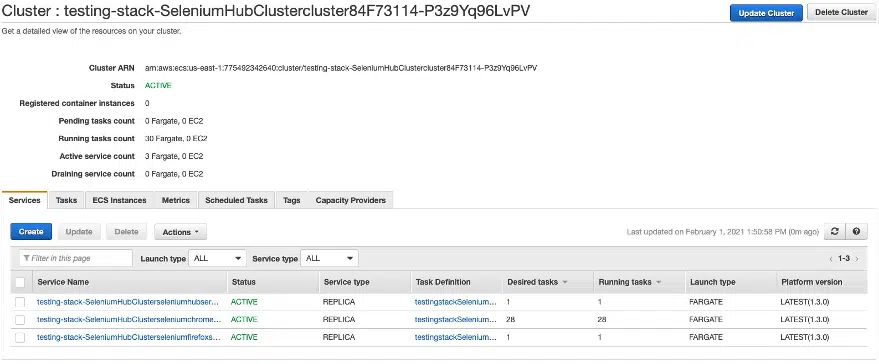 Cluster : testing-stack-SeleniumHubClustercluster84F73114-P3z9Yq96LvPV
Update Cluster Delete Cluster
Get a detailed view of the resources on your cluster.
Cluster ARN arn:aws:ecs:us-east-1:775492342640:cluster/testing-stack-SeleniumHubClustercluster84F73114-P3z9Yq96LvPV
Status ACTIVE
Registered container instances 0
Pending tasks count 0 Fargate, 0 EC2
Running tasks count 30 Fargate, 0 EC2
Active service count 3 Fargate, 0 EC2
Draining service count 0 Fargate, 0 EC2
Services Tasks ECS Instances Metrics Scheduled Tasks Tags Capacity Providers
Create Update Delete Actions Last updated on February 1, 2021 1:50:58 PM (0m ago)
Filter in this page Launch type ALL Service type ALL 1-3
Service Name Status Service type Task Definition Desired tasks Running tasks Launch type Platform version
testing-stack-SeleniumHubClusterseleniumhubser... ACTIVE REPLICA testingstackSelenium... 1 1 FARGATE LATEST(1.3.0)
testing-stack-SeleniumHubClusterseleniumchrome... ACTIVE REPLICA testingstackSelenium... 28 28 FARGATE LATEST(1.3.0)
testing-stack-SeleniumHubClusterseleniumfirefoxs... ACTIVE REPLICA testingstackSelenium... 1 1 FARGATE LATEST(1.3.0)